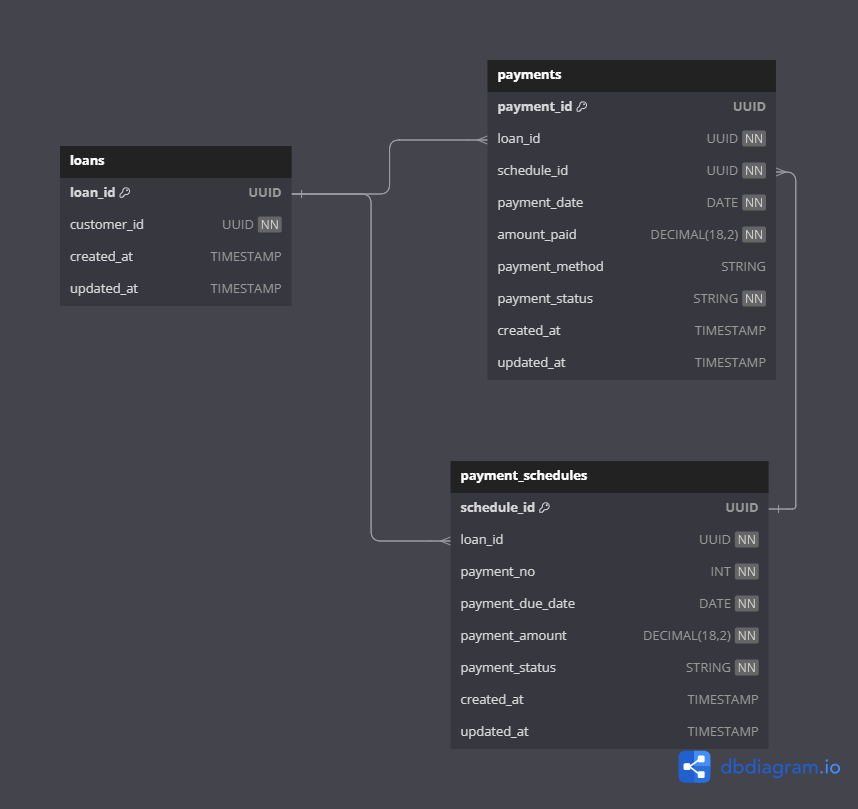 loans
loan_id UUID
customer_id UUID NN
created_at TIMESTAMP
updated_at TIMESTAMP
payments
payment_id UUID
loan_id UUID NN
schedule_id UUID NN
payment_date DATE NN
amount_paid DECIMAL(18,2) NN
payment_method STRING
payment_status STRING NN
created_at TIMESTAMP
updated_at TIMESTAMP
payment_schedules
schedule_id UUID
loan_id UUID NN
payment_no INT NN
payment_due_date DATE NN
payment_amount DECIMAL(18,2) NN
payment_status STRING NN
created_at TIMESTAMP
updated_at TIMESTAMP
dbdiagram.io